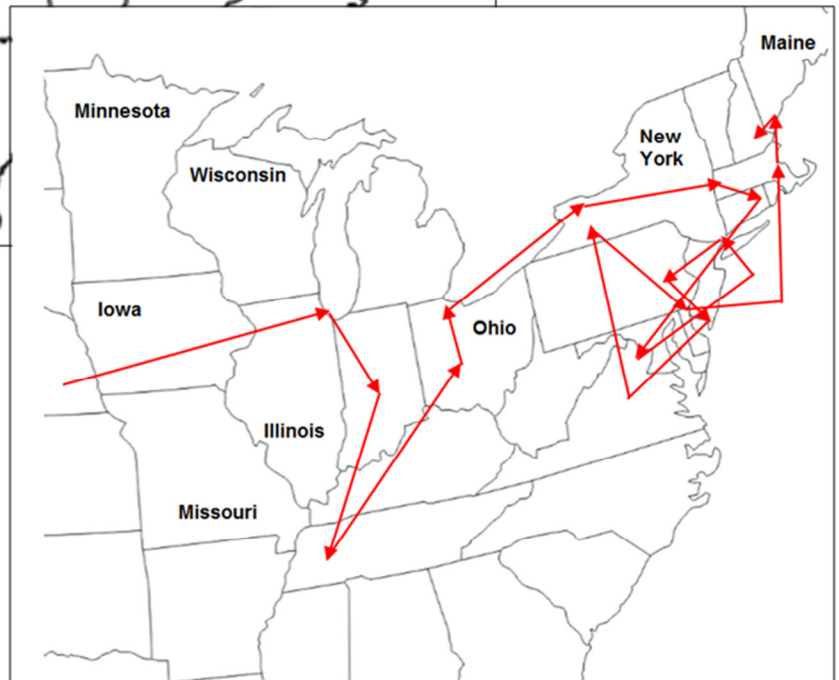 Maine
Minnesota
New
York
Wisconsin
Iowa
Ohio
Illinois
Missouri